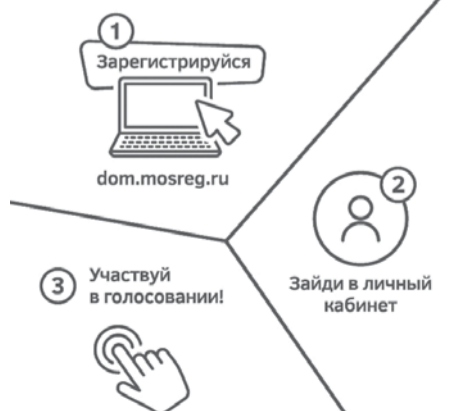 1
Зарегистрируйся
dom.mosreg.ru
2
Зайди в личный
кабинет
3
Участвуй
в голосовании!